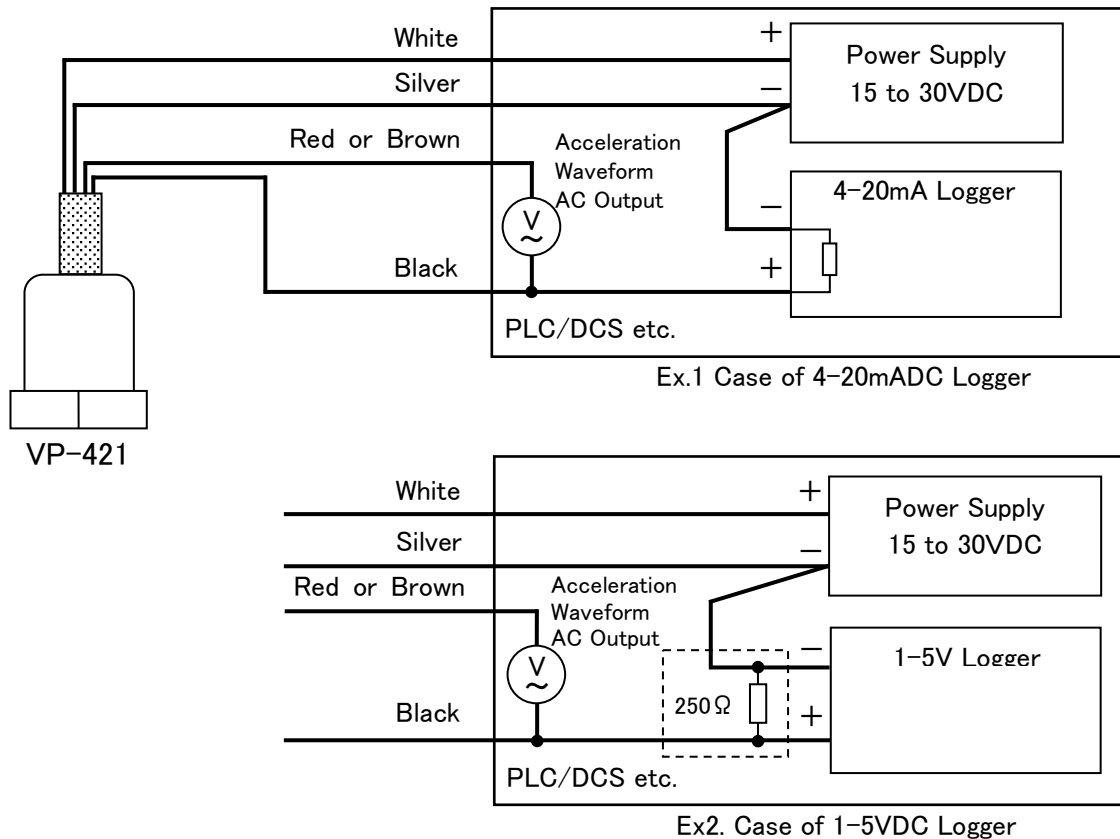 White
+
Power Supply
15 to 30VDC
Silver
−
Red or Brown
Acceleration
Waveform
AC Output
4-20mA Logger
−
V
~
Black
+
PLC/DCS etc.
Ex.1 Case of 4-20mADC Logger
VP-421
White
+
Power Supply
15 to 30VDC
Silver
−
Red or Brown
Acceleration
Waveform
AC Output
1-5V Logger
−
V
~
250Ω
Black
+
PLC/DCS etc.
Ex2. Case of 1-5VDC Logger